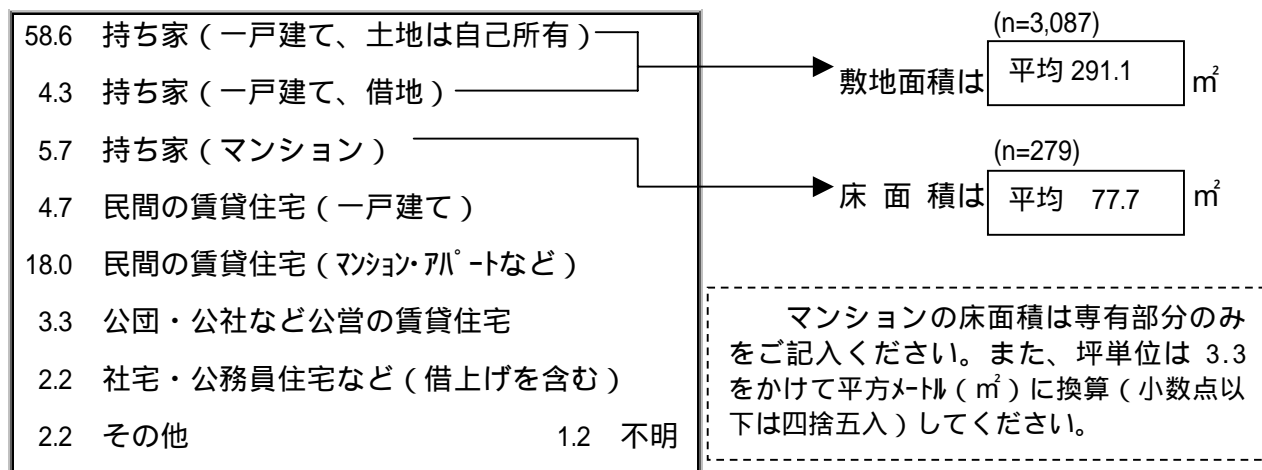 58.6 持ち家（一戸建て、土地は自己所有）
4.3 持ち家（一戸建て、借地）
5.7 持ち家（マンション）
4.7 民間の賃貸住宅（一戸建て）
18.0 民間の賃貸住宅（ﾏﾝｼｮﾝ･ｱﾊﾟｰﾄなど）
3.3 公団・公社など公営の賃貸住宅
2.2 社宅・公務員住宅など（借上げを含む）
2.2 その他 1.2 不明
(n=3,087)
敷地面積は 平均 291.1 ㎡
(n=279)
床 面 積は 平均 77.7 ㎡
マンションの床面積は専有部分のみ
をご記入ください。また、坪単位は 3.3
をかけて平方ﾒｰﾄﾙ（㎡）に換算（小数点以
下は四捨五入）してください。